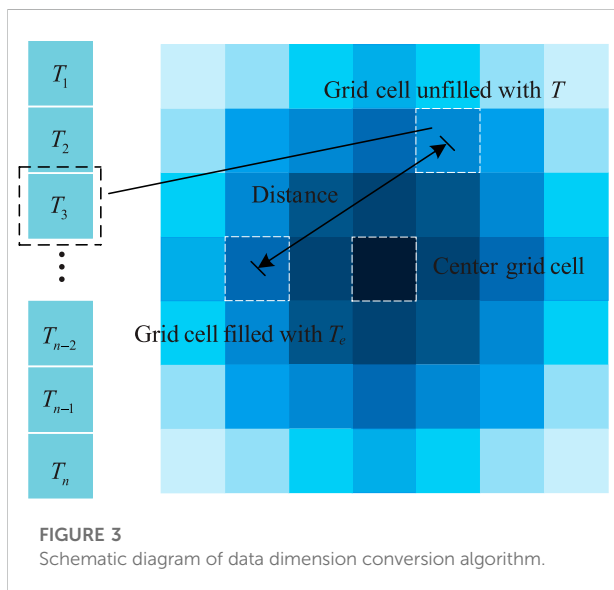 T₁
T₂
T₃
⋮
Tₙ₋₂
Tₙ₋₁
Tₙ
Grid cell unfilled with T
Distance
Center grid cell
Grid cell filled with Tₑ
FIGURE 3
Schematic diagram of data dimension conversion algorithm.